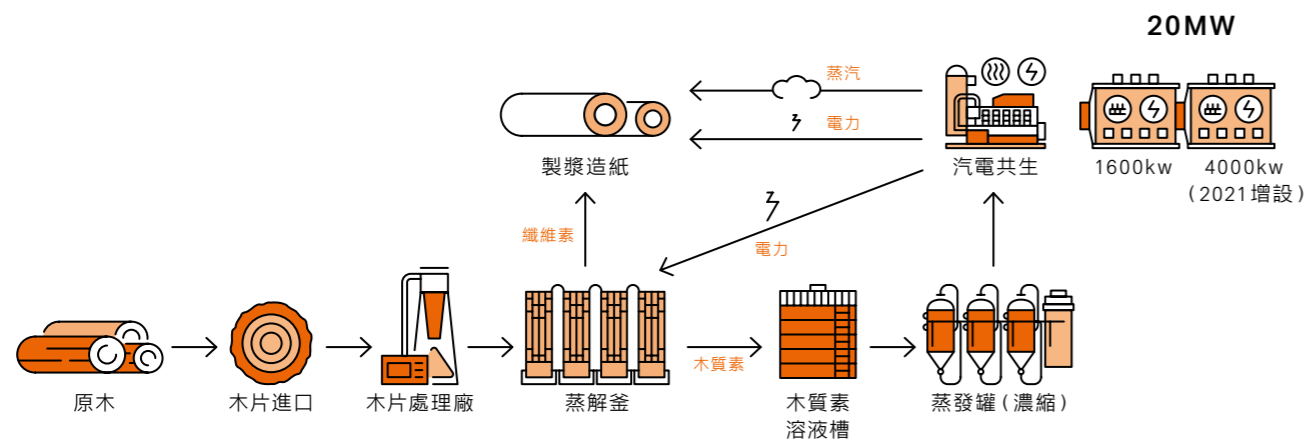 20MW
蒸汽
電力
製漿造紙
汽電共生
1600kw
4000kw
(2021增設)
纖維素
電力
木質素
原木
木片進口
木片處理廠
蒸解釜
木質素
溶液槽
蒸發罐(濃縮)